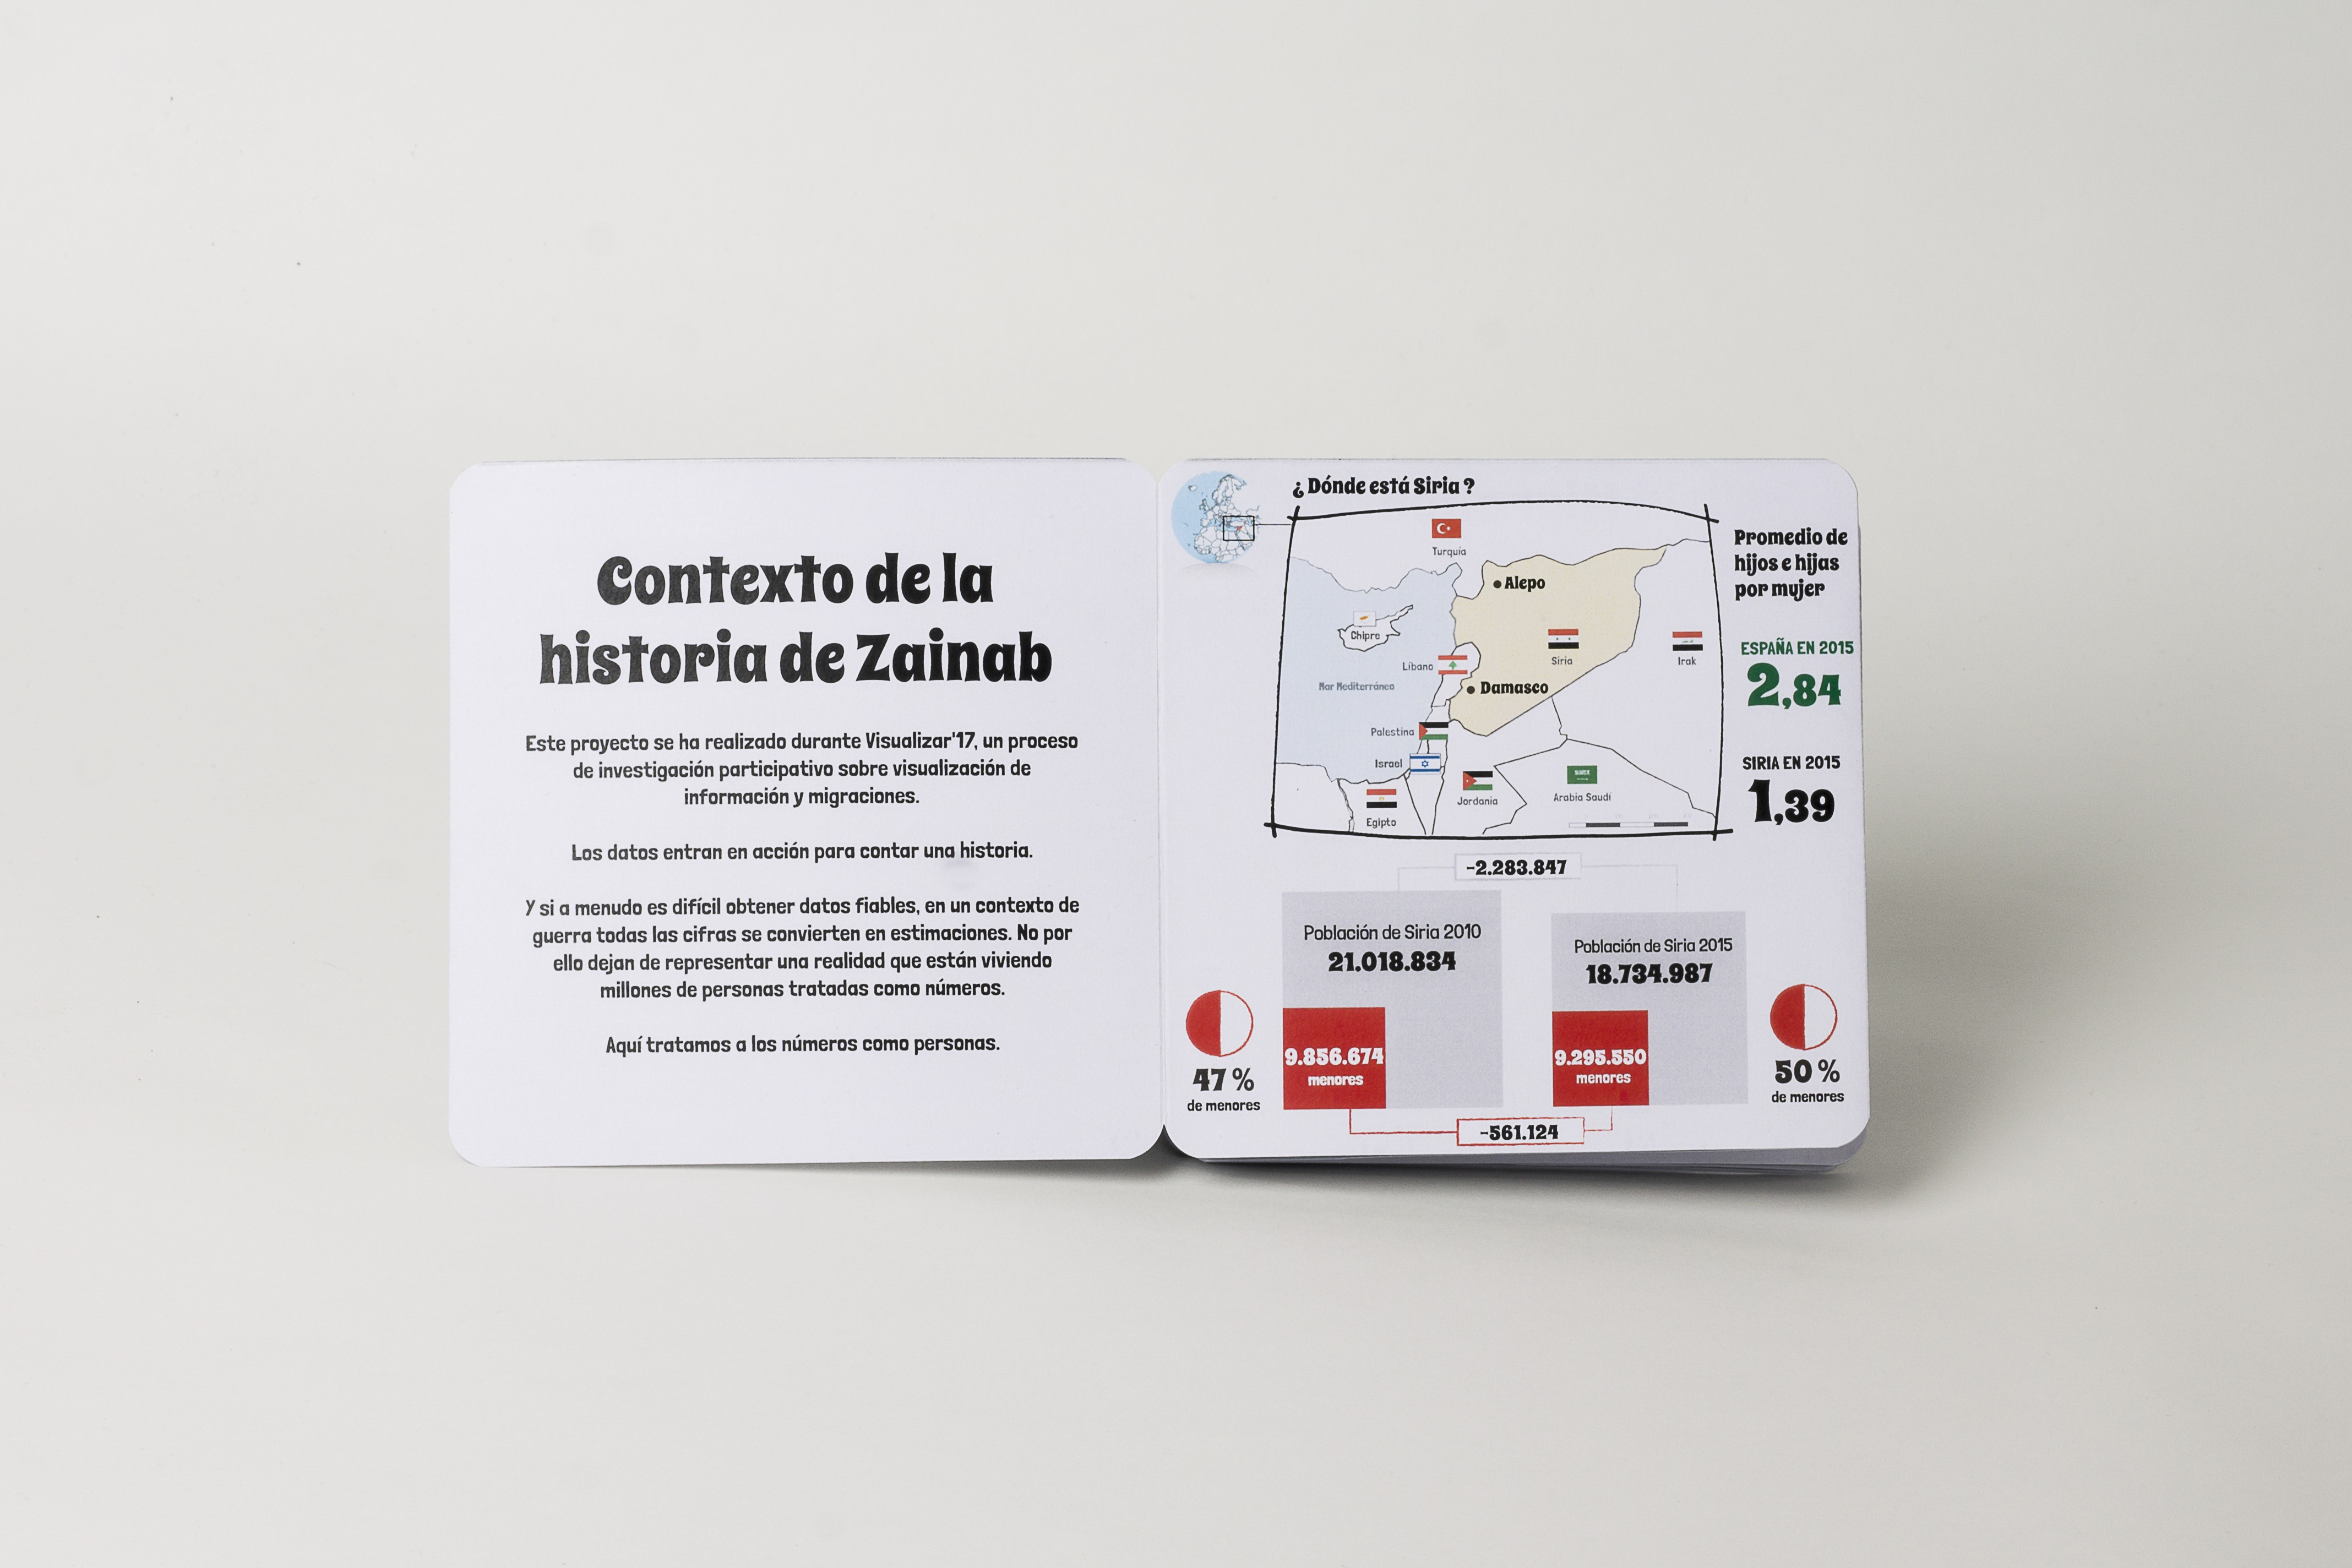 Contexto de la
historia de Zainab
Este proyecto se ha realizado durante Visualizar'17, un proceso
de investigación participativo sobre visualización de
información y migraciones.
Los datos entran en acción para contar una historia.
Y si a menudo es difícil obtener datos fiables, en un contexto de
guerra todas las cifras se convierten en estimaciones. No por
ello dejan de representar una realidad que están viviendo
millones de personas tratadas como números.
Aquí tratamos a los números como personas.
¿Dónde está Siria?
Turquía
Alepo
Chipre
Siria
Irak
Líbano
Mar Mediterráneo
Damasco
Palestina
Israel
Jordania
Arabia Saudí
Egipto
Promedio de
hijos e hijas
por mujer
ESPAÑA EN 2015
2,84
SIRIA EN 2015
1,39
-2.283.847
Población de Siria 2010
21.018.834
Población de Siria 2015
18.734.987
9.856.674
menores
9.295.550
menores
47 %
de menores
50 %
de menores
-561.124